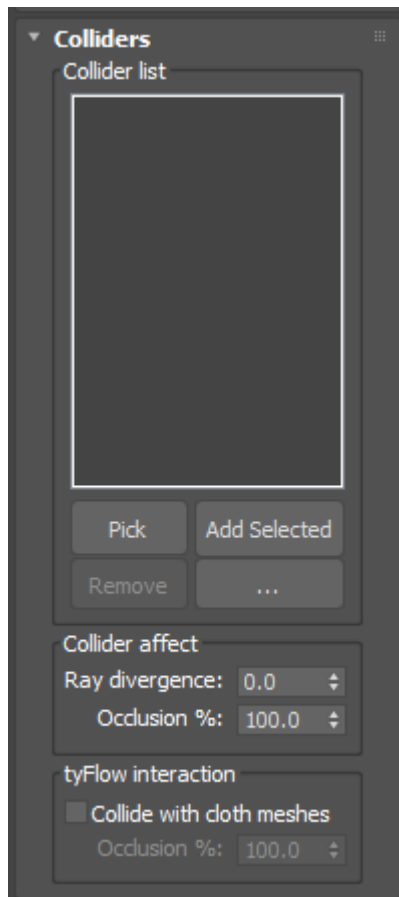 Colliders
Collider list
Pick Add Selected
Remove ...
Collider affect
Ray divergence: 0.0
Occlusion %: 100.0
tyFlow interaction
Collide with cloth meshes
Occlusion %: 100.0